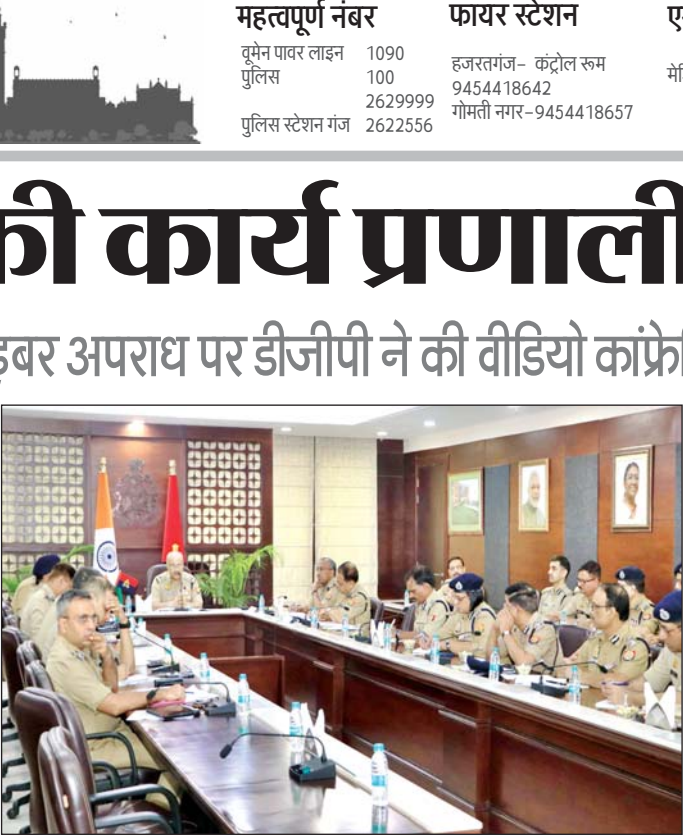 महत्वपूर्ण नंबर
वूमेन पावर लाइन 1090
पुलिस 100
2629999
पुलिस स्टेशन गंज 2622556
फायर स्टेशन
हजरतगंज- कंट्रोल रूम
9454418642
गोमती नगर-9454418657
की कार्य प्रणाली
अपराध पर डीजीपी ने की वीडियो